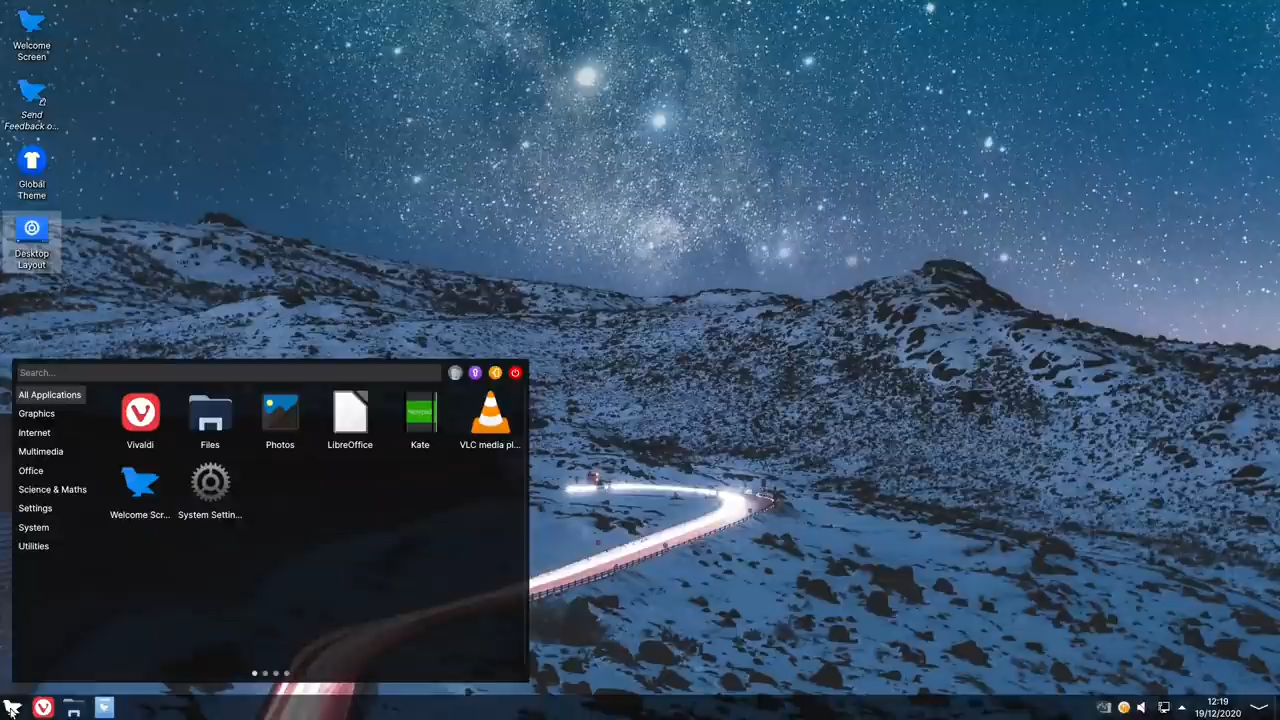 Welcome
Screen
Send
Feedback o...
Global
Theme
Desktop
Layout
Search...
All Applications
Graphics
Internet
Multimedia
Office
Science & Maths
Settings
System
Utilities
Vivaldi
Files
Photos
LibreOffice
Kate
VLC media pl...
Welcome Scr...
System Settin...
12:19
19/12/2020